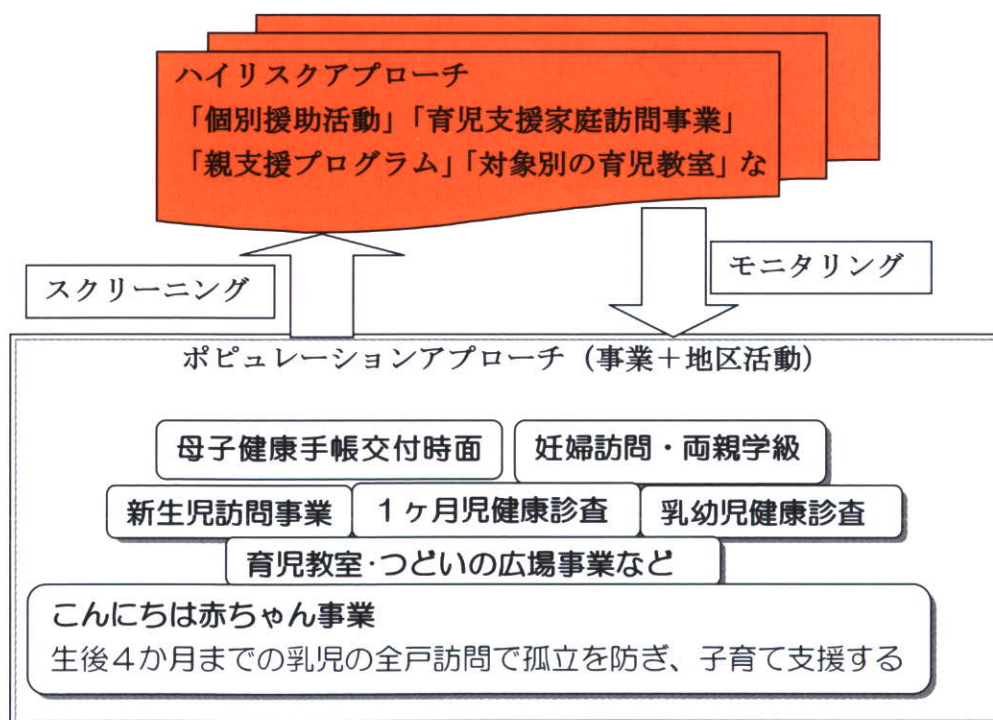 ハイリスクアプローチ
「個別援助活動」「育児支援家庭訪問事業」
「親支援プログラム」「対象別の育児教室」な
スクリーニング
モニタリング
ポピュレーションアプローチ（事業＋地区活動）
母子健康手帳交付時面
妊婦訪問・両親学級
新生児訪問事業
1ヶ月児健康診査
乳幼児健康診査
育児教室・つどいの広場事業など
こんにちは赤ちゃん事業
生後4か月までの乳児の全戸訪問で孤立を防ぎ、子育て支援する